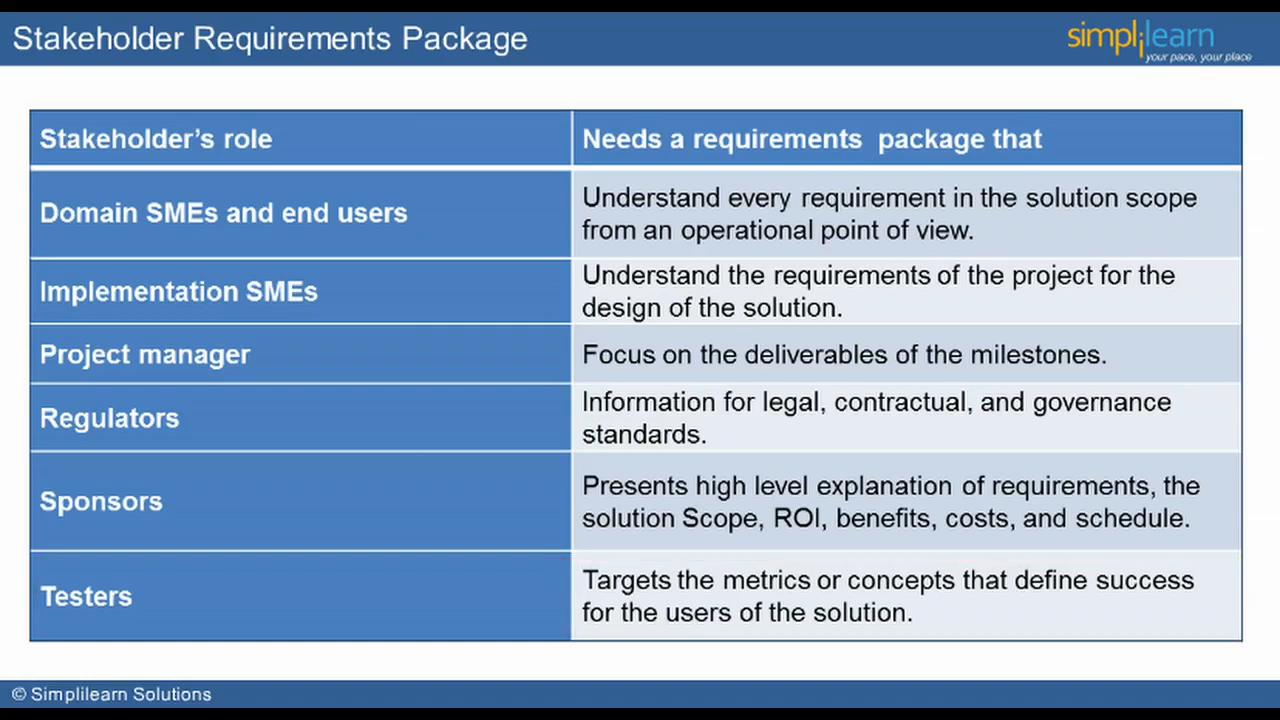 Stakeholder Requirements Package
simplilearn
your pace, your place
Stakeholder's role
Needs a requirements package that
Domain SMEs and end users
Understand every requirement in the solution scope
from an operational point of view.
Implementation SMEs
Understand the requirements of the project for the
design of the solution.
Project manager
Focus on the deliverables of the milestones.
Regulators
Information for legal, contractual, and governance
standards.
Sponsors
Presents high level explanation of requirements, the
solution Scope, ROI, benefits, costs, and schedule.
Testers
Targets the metrics or concepts that define success
for the users of the solution.
© Simplilearn Solutions